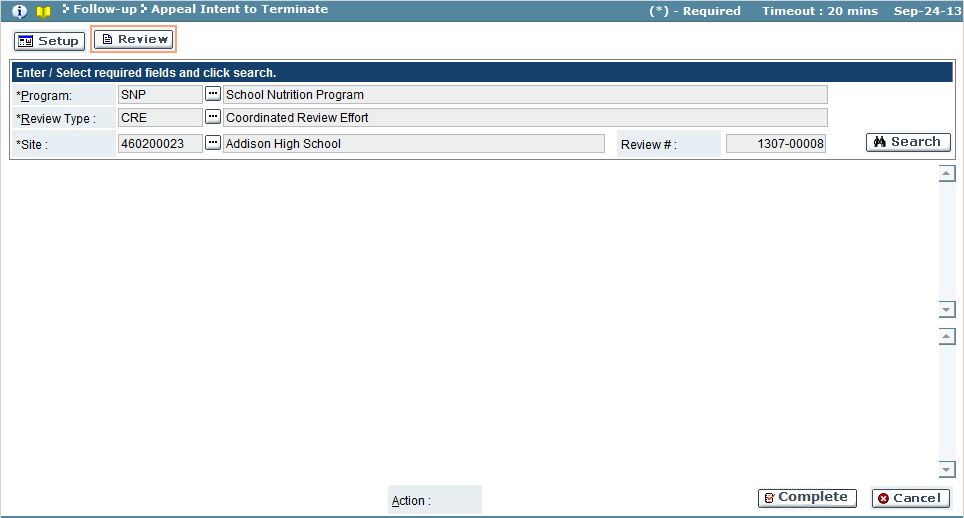 Follow-up Appeal Intent to Terminate (*) - Required Timeout : 20 mins Sep-24-13
Setup Review
Enter / Select required fields and click search.
*Program: SNP ... School Nutrition Program
*Review Type : CRE ... Coordinated Review Effort
*Site : 460200023 ... Addison High School Review # : 1307-00008 Search
Action : Complete Cancel